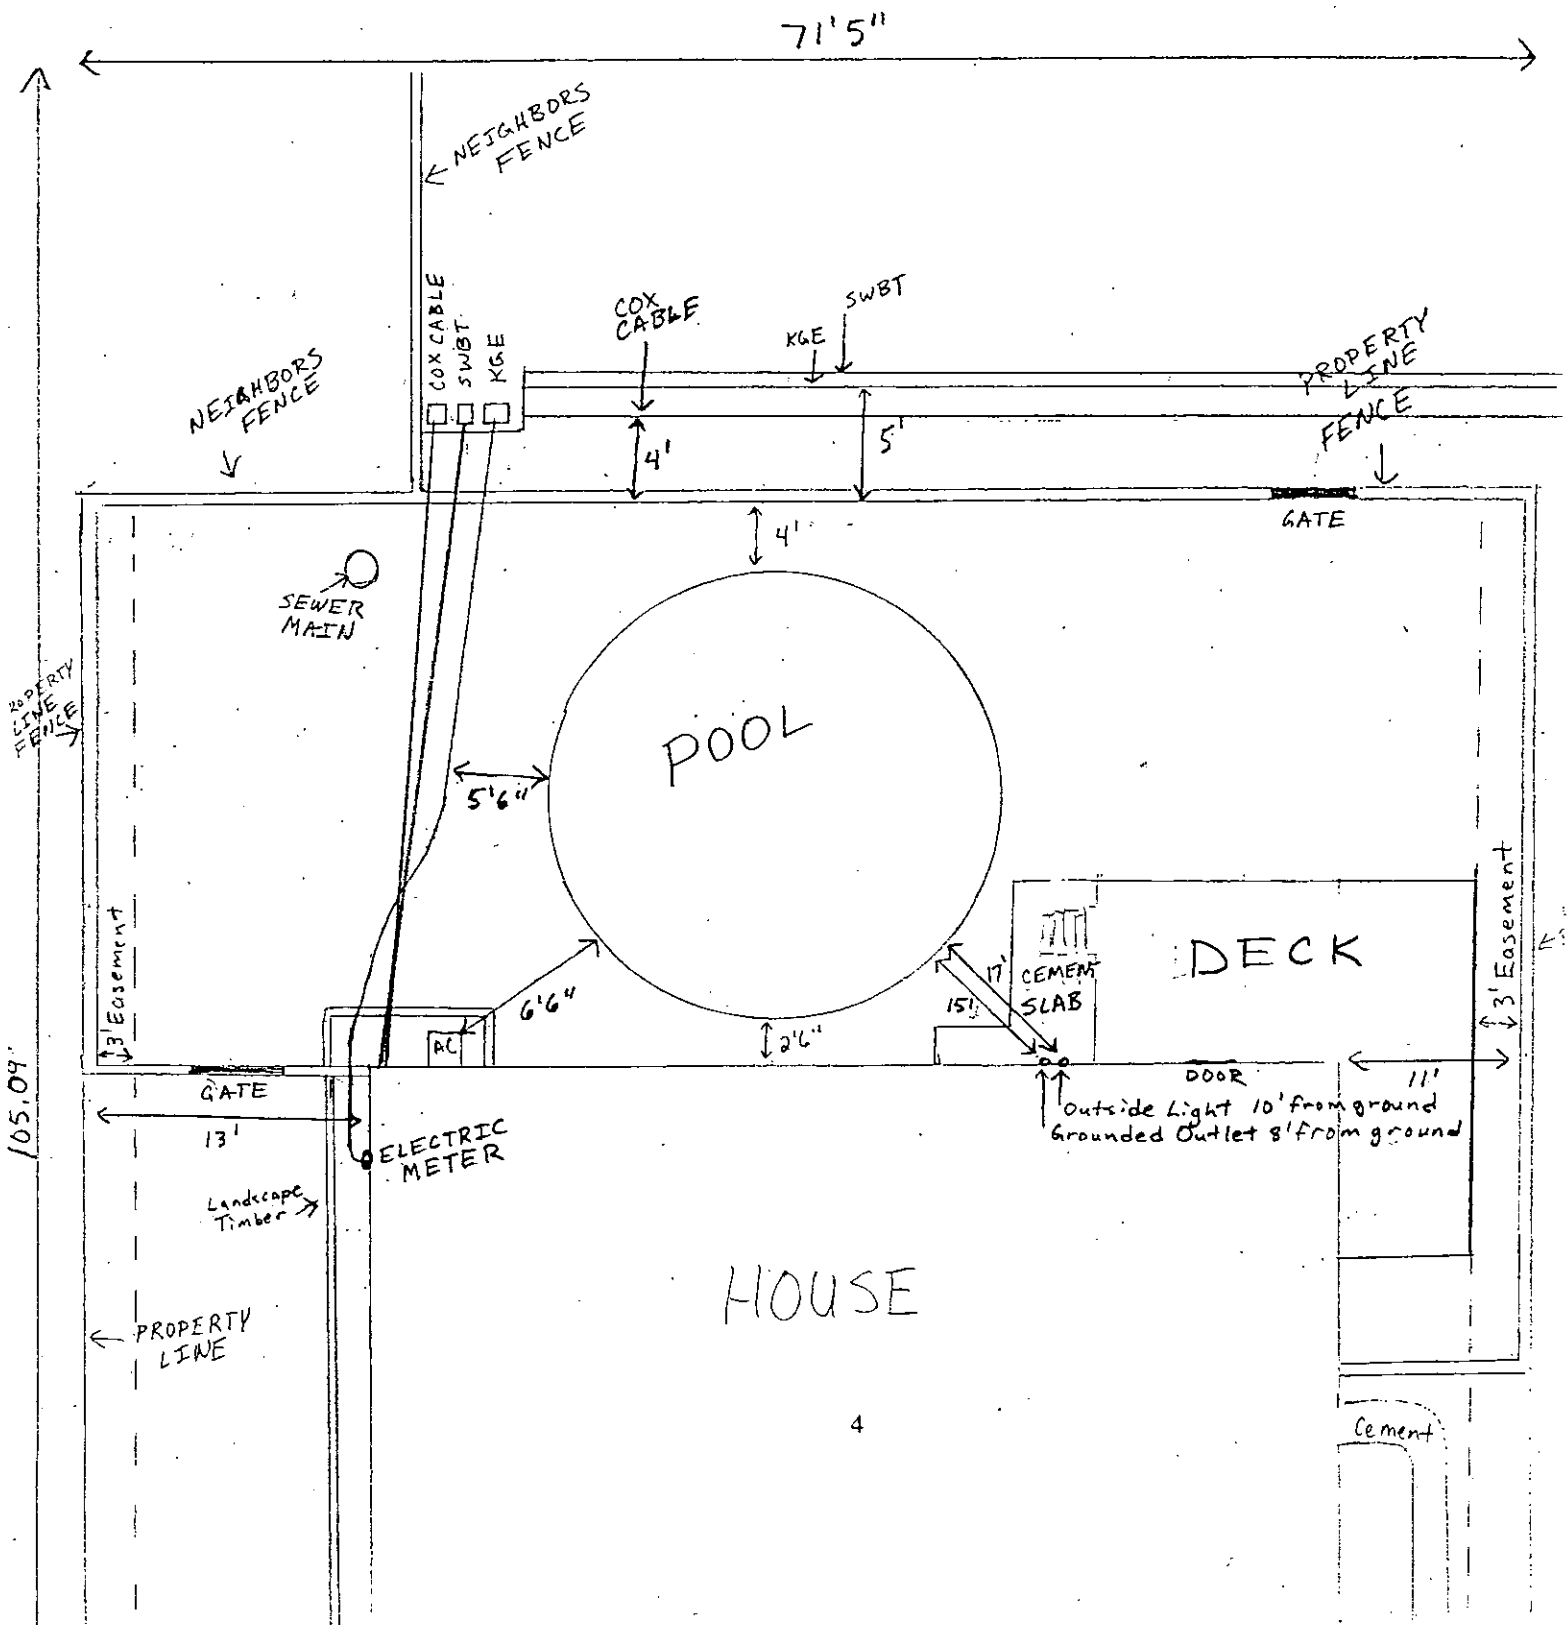 71'5"
NEIGHBORS
FENCE
COX CABLE
SWBT
KGE
COX
CABLE
KGE
SWBT
PROPERTY
LINE
FENCE
NEIGHBORS
FENCE
4'
5'
GATE
4'
SEWER
MAIN
LINE
FENCE
POOL
5'6"
3' Easement
6'6"
AC
2'6"
17'
15'
CEMENT
SLAB
DECK
3' Easement
GATE
DOOR
11'
13'
Outside Light 10' from ground
Grounded Outlet 8' from ground
ELECTRIC
METER
105.09'
Landscape
Timber
HOUSE
PROPERTY
LINE
4
Cement